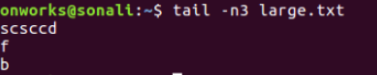 onworks@sonali:~$ tail -n3 large.txt
scsccd
f
b